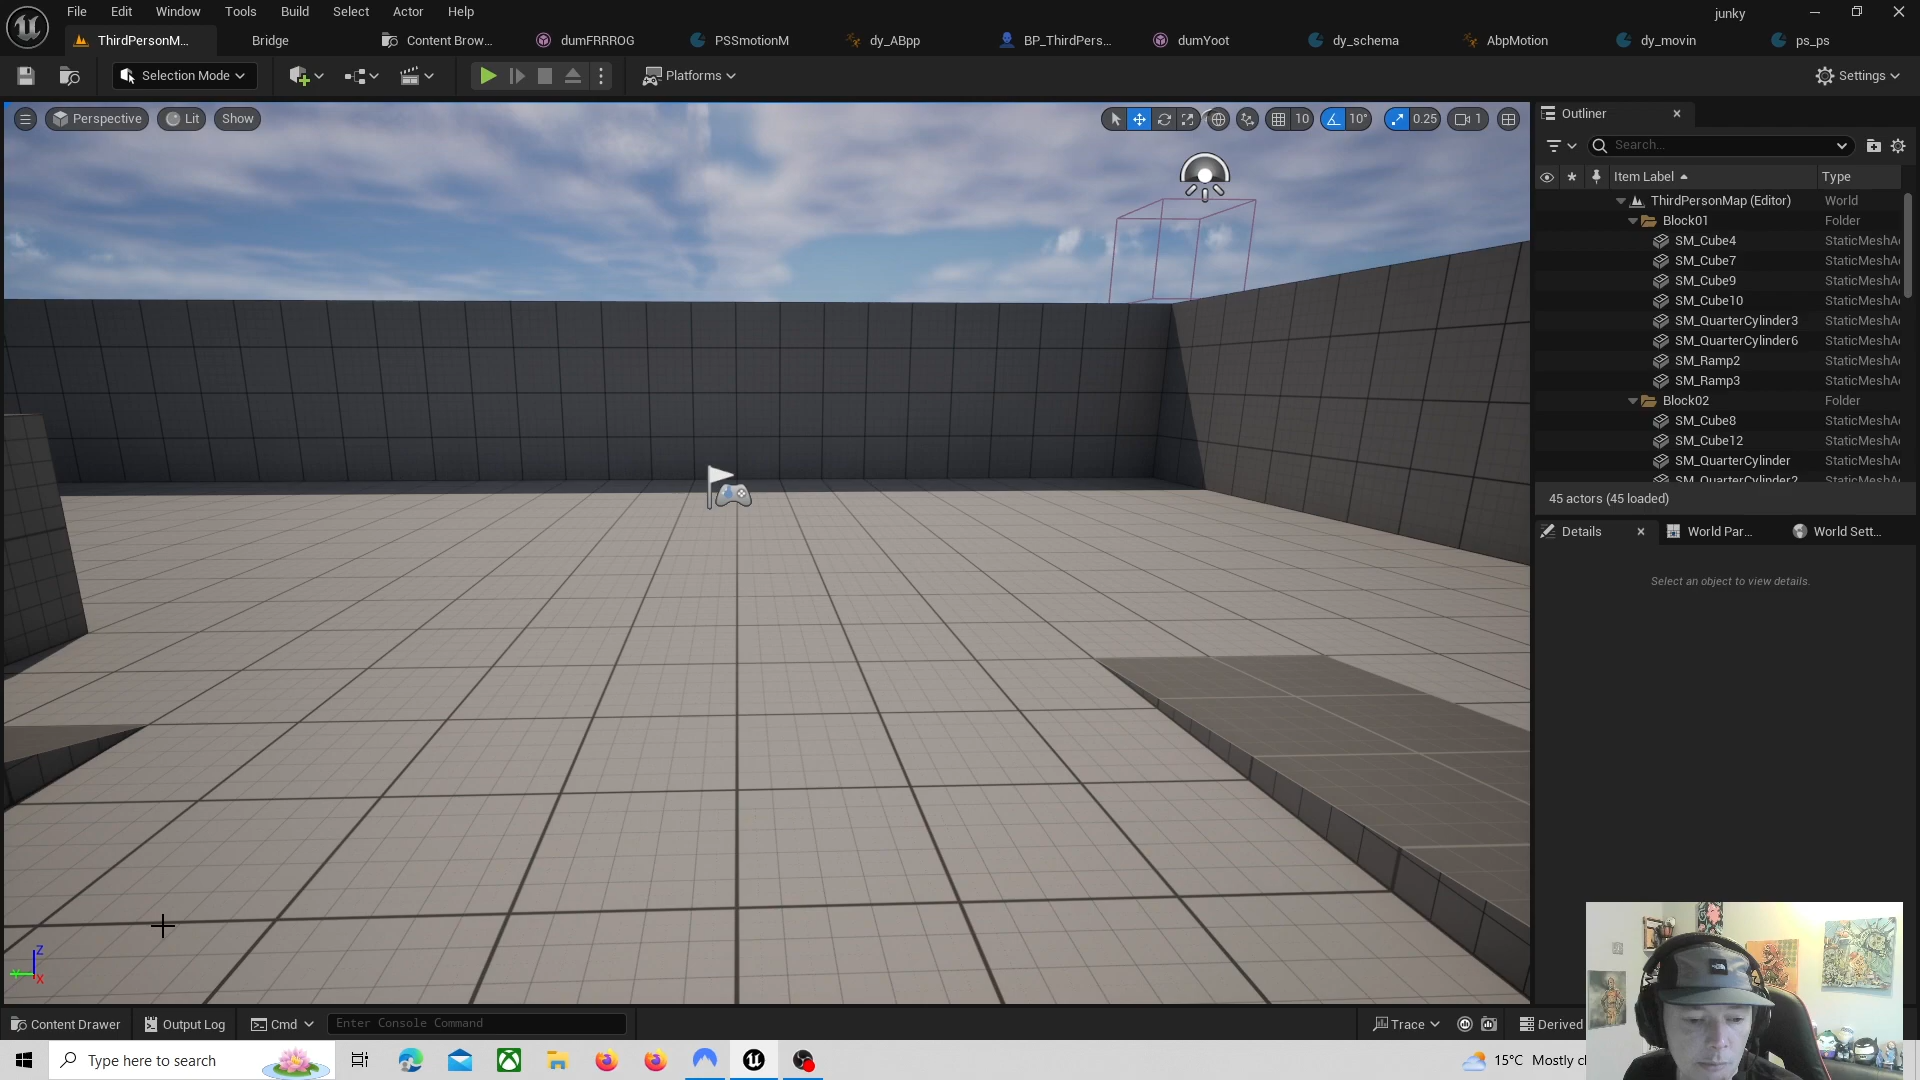 File Edit Window Tools Build Select Actor Help
junky
ThirdPersonM...
Bridge
Content Brow...
dumFRRROG
PSSmotionM
dy_ABpp
BP_ThirdPers...
dumYoot
dy_schema
AbpMotion
dy_movin
ps_ps
Selection Mode
Platforms
Settings
Perspective
Lit
Show
10
10°
0.25
1
Outliner
Search...
Item Label
Type
ThirdPersonMap (Editor) World
Block01 Folder
SM_Cube4 StaticMeshA
SM_Cube7 StaticMeshA
SM_Cube9 StaticMeshA
SM_Cube10 StaticMeshA
SM_QuarterCylinder3 StaticMeshA
SM_QuarterCylinder6 StaticMeshA
SM_Ramp2 StaticMeshA
SM_Ramp3 StaticMeshA
Block02 Folder
SM_Cube8 StaticMeshA
SM_Cube12 StaticMeshA
SM_QuarterCylinder StaticMeshA
SM_QuarterCylinder2 StaticMeshA
45 actors (45 loaded)
Details
World Par...
World Sett...
Select an object to view details.
Z
Y
X
Content Drawer
Output Log
Cmd
Enter Console Command
Trace
Derived
Type here to search
15°C Mostly cl